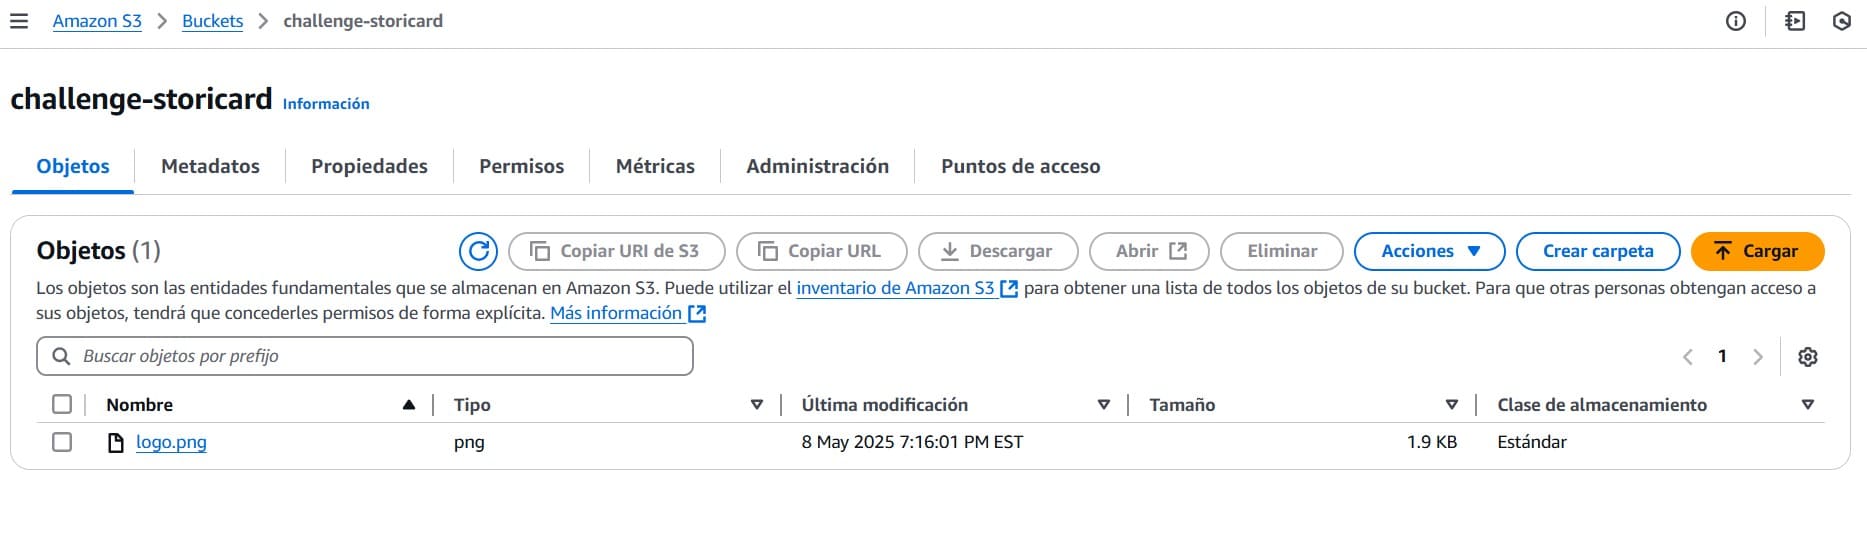 Amazon S3 > Buckets > challenge-storicard
challenge-storicard Información
Objetos Metadatos Propiedades Permisos Métricas Administración Puntos de acceso
Objetos (1) Copiar URI de S3 Copiar URL Descargar Abrir Eliminar Acciones Crear carpeta Cargar
Los objetos son las entidades fundamentales que se almacenan en Amazon S3. Puede utilizar el inventario de Amazon S3 para obtener una lista de todos los objetos de su bucket. Para que otras personas obtengan acceso a
sus objetos, tendrá que concederles permisos de forma explícita. Más información
Buscar objetos por prefijo
1
Nombre Tipo Última modificación Tamaño Clase de almacenamiento
logo.png png 8 May 2025 7:16:01 PM EST 1.9 KB Estándar